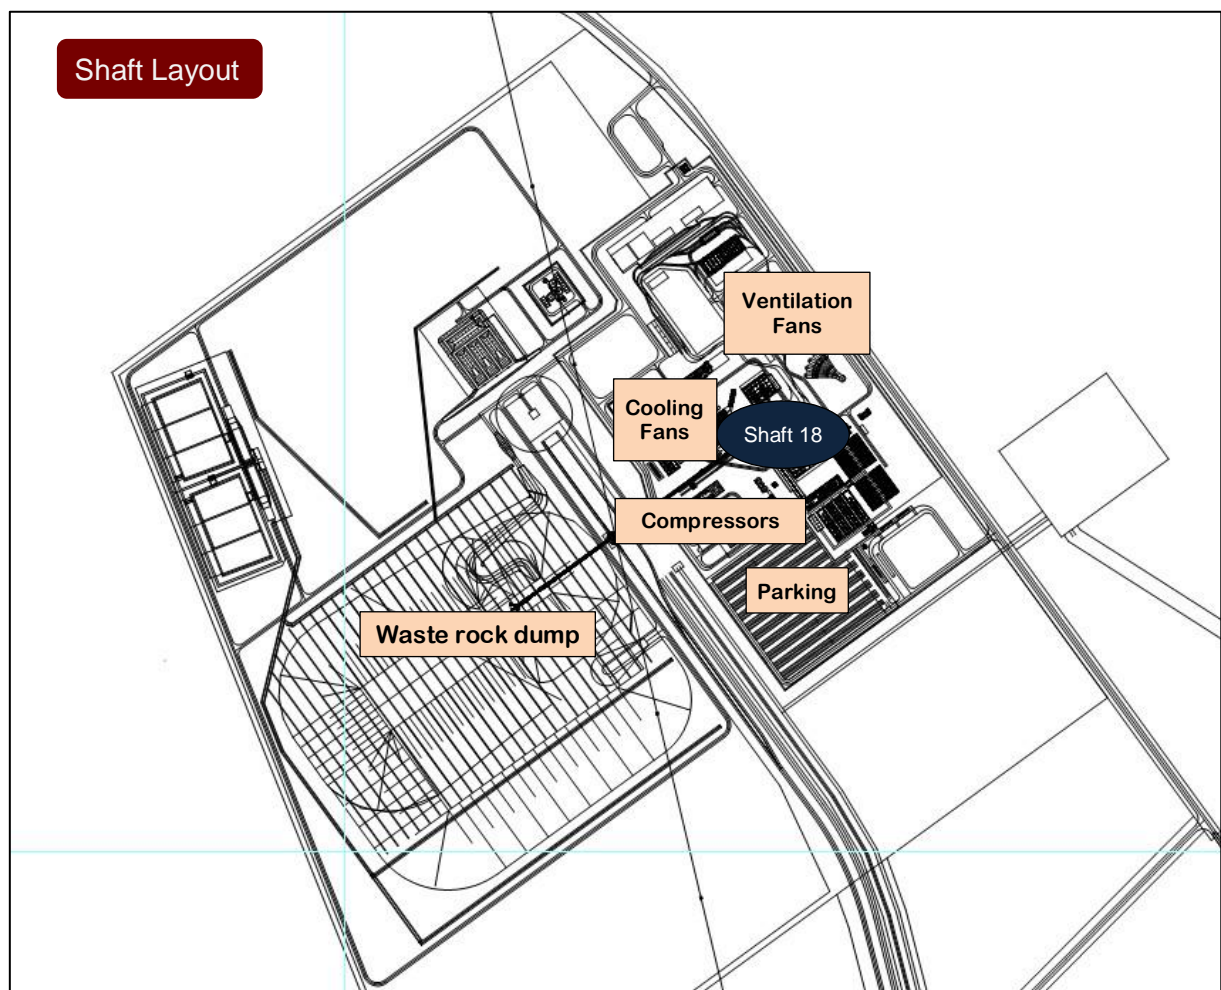 Shaft Layout
Ventilation
Fans
Cooling
Fans
Shaft 18
Compressors
Parking
Waste rock dump